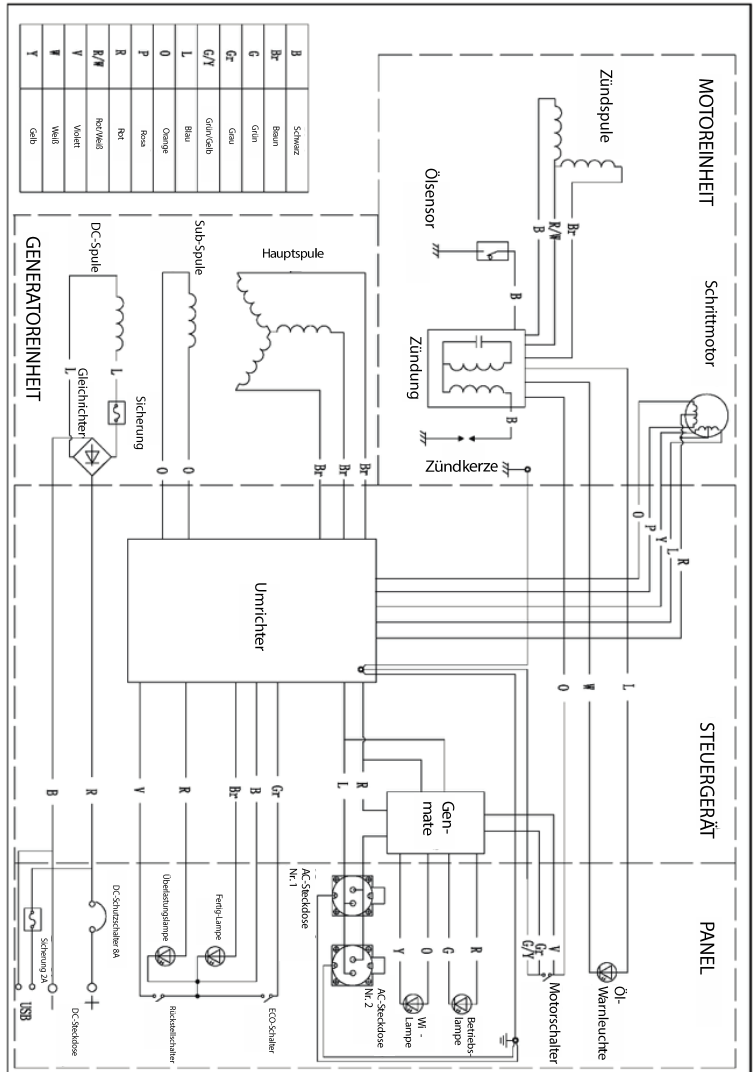 MOTOREINHEIT
STEUERGERÄT
PANEL
GENERATOREINHEIT
B Schwarz
Br Braun
G Grün
Gr Grau
G/Y Grün/Gelb
L Blau
O Orange
P Rosa
R Rot
R/W Rot/Weiß
V Violett
W Weiß
Y Gelb
Zündspule
Schrittmotor
Ölsensor
Br
R/W
B
B
Zündung
B
Zündkerze
Hauptspule
Sub-Spule
DC-Spule
L
L
Gleichrichter
Sicherung
O
O
Br
Br
Br
O
P
Y
L
R
Umrichter
L
W
O
Gen-
mate
R
L
Gr
B
Br
R
V
R
B
V
Gr
G/Y
R
G
O
Y
Öl-
Warnleuchte
Motorschalter
Betriebs-
lampe
Wi -
Lampe
AC-Steckdose
Nr. 1
AC-Steckdose
Nr. 2
ECO-Schalter
Rückstellschalter
Fertig-Lampe
Überlastungslampe
DC-Schutzschalter 8A
DC-Steckdose
+
−
Sicherung 2A
USB